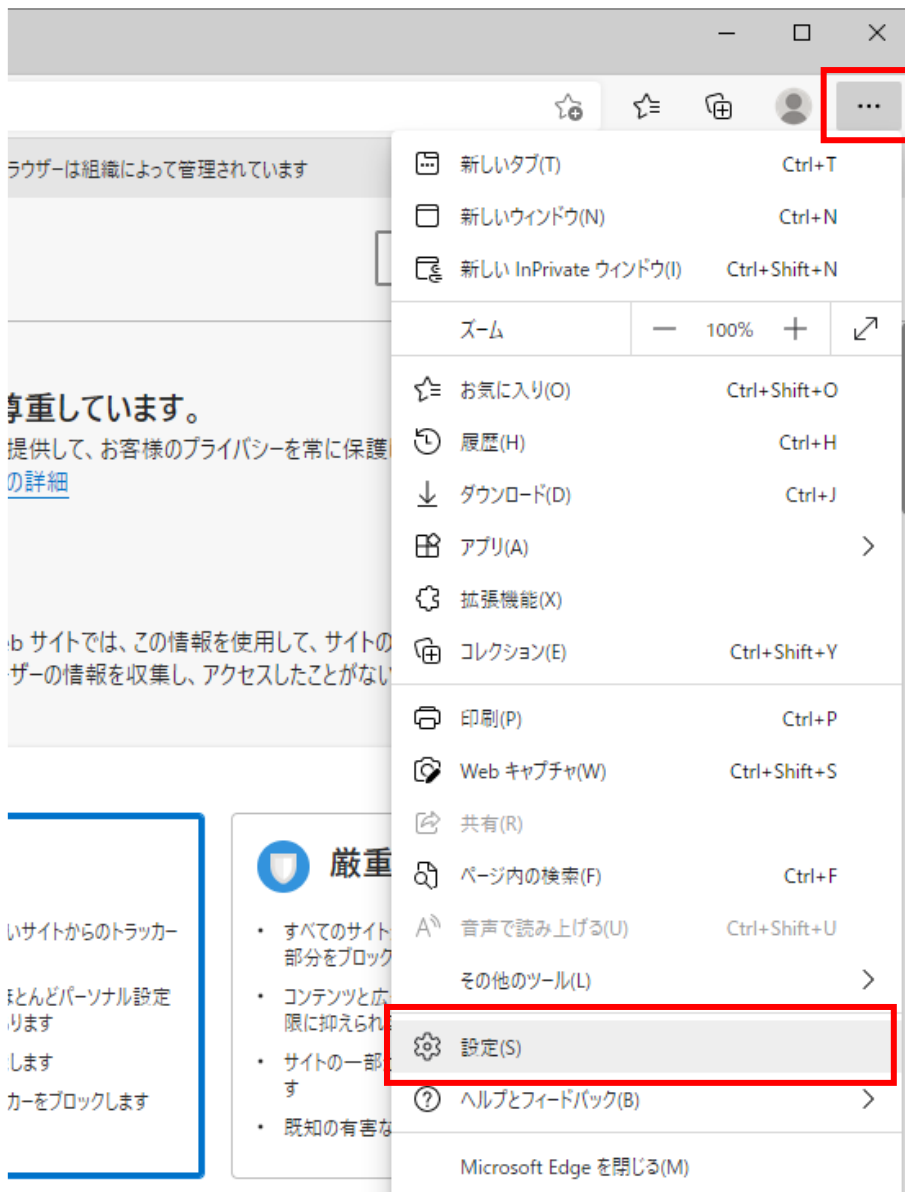 ラウザーは組織によって管理されています
尊重しています。
提供して、お客様のプライバシーを常に保護
の詳細
eb サイトでは、この情報を使用して、サイトの
ーザーの情報を収集し、アクセスしたことがない
いサイトからのトラッカー
ほとんどパーソナル設定
ります
します
カーをブロックします
厳重
• すべてのサイト
部分をブロック
• コンテンツと広
限に抑えられ
• サイトの一部
す
• 既知の有害な
新しいタブ(T) Ctrl+T
新しいウィンドウ(N) Ctrl+N
新しい InPrivate ウィンドウ(I) Ctrl+Shift+N
ズーム — 100% +
お気に入り(O) Ctrl+Shift+O
履歴(H) Ctrl+H
ダウンロード(D) Ctrl+J
アプリ(A)
拡張機能(X)
コレクション(E) Ctrl+Shift+Y
印刷(P) Ctrl+P
Web キャプチャ(W) Ctrl+Shift+S
共有(R)
ページ内の検索(F) Ctrl+F
音声で読み上げる(U) Ctrl+Shift+U
その他のツール(L)
設定(S)
ヘルプとフィードバック(B)
Microsoft Edge を閉じる(M)